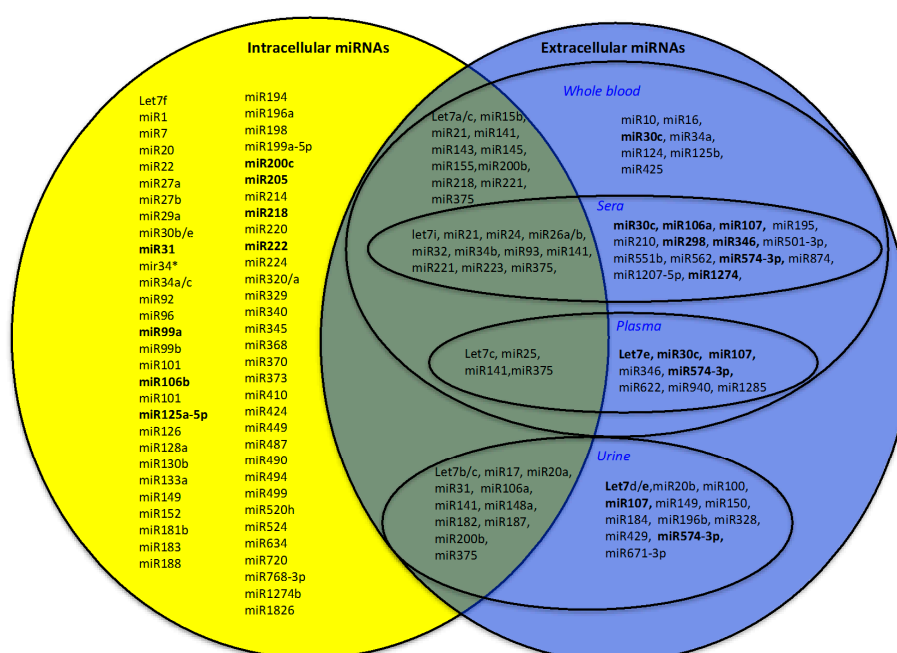 Intracellular miRNAs
Let7f
miR1
miR7
miR20
miR22
miR27a
miR27b
miR29a
miR30b/e
miR31
mir34*
miR34a/c
miR92
miR96
miR99a
miR99b
miR101
miR106b
miR101
miR125a-5p
miR126
miR128a
miR130b
miR133a
miR149
miR152
miR181b
miR183
miR188
miR194
miR196a
miR198
miR199a-5p
miR200c
miR205
miR214
miR218
miR220
miR222
miR224
miR320/a
miR329
miR340
miR345
miR368
miR370
miR373
miR410
miR424
miR449
miR487
miR490
miR494
miR499
miR520h
miR524
miR634
miR720
miR768-3p
miR1274b
miR1826
Extracellular miRNAs
Whole blood
Let7a/c, miR15b,
miR21, miR141,
miR143, miR145,
miR155,miR200b,
miR218, miR221,
miR375
miR10, miR16,
miR30c, miR34a,
miR124, miR125b,
miR425
Sera
let7i, miR21, miR24, miR26a/b,
miR32, miR34b, miR93, miR141,
miR221, miR223, miR375,
miR30c, miR106a, miR107, miR195,
miR210, miR298, miR346, miR501-3p,
miR551b, miR562, miR574-3p, miR874,
miR1207-5p, miR1274,
Plasma
Let7c, miR25,
miR141,miR375
Let7e, miR30c, miR107,
miR346, miR574-3p,
miR622, miR940, miR1285
Urine
Let7b/c, miR17, miR20a,
miR31, miR106a,
miR141, miR148a,
miR182, miR187,
miR200b,
miR375
Let7d/e,miR20b, miR100,
miR107, miR149, miR150,
miR184, miR196b, miR328,
miR429, miR574-3p,
miR671-3p